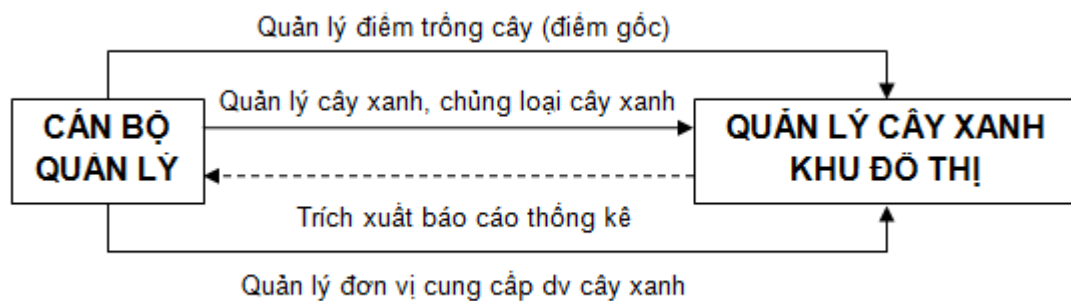 Quản lý điểm trồng cây (điểm gốc)
Quản lý cây xanh, chủng loại cây xanh
CÁN BỘ
QUẢN LÝ
QUẢN LÝ CÂY XANH
KHU ĐÔ THỊ
Trích xuất báo cáo thống kê
Quản lý đơn vị cung cấp dv cây xanh